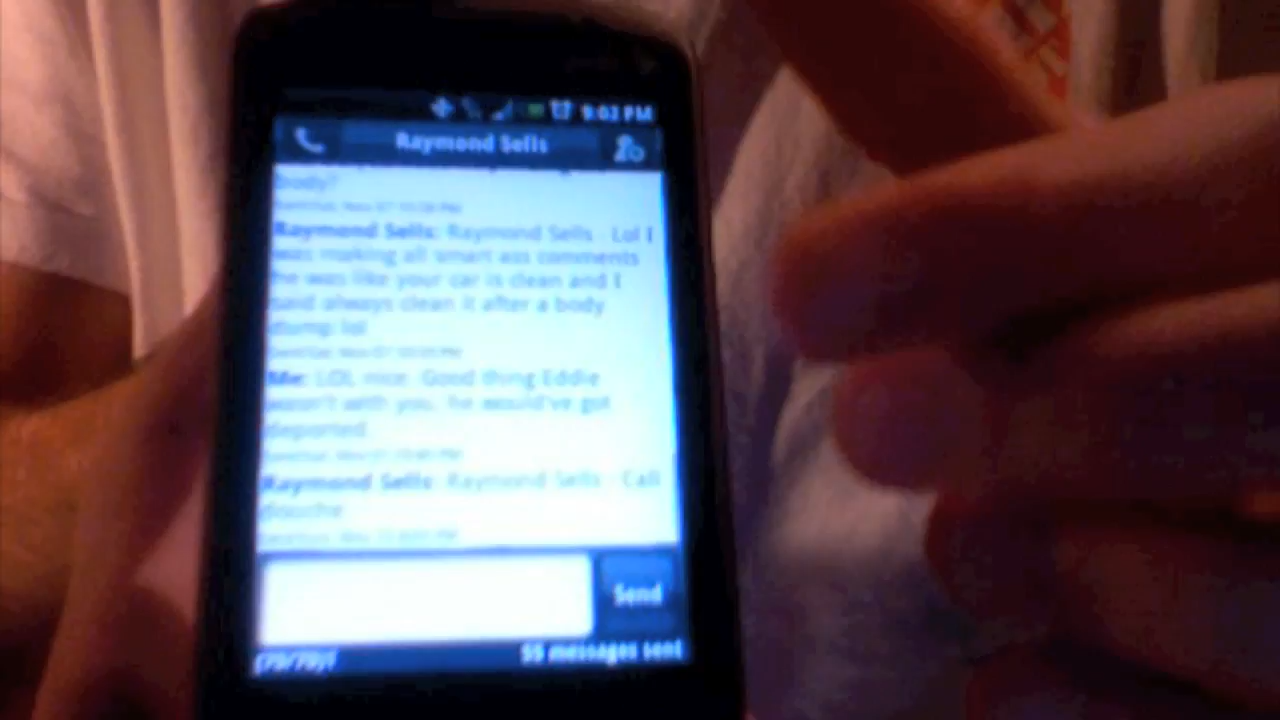 9:02 PM
Raymond Sells
body?
Raymond Sells: Raymond Sells : Lol I
was making all smart ass comments
he was like your car is clean and I
said always clean it after a body
dump lol
Me: LOL nice. Good thing Eddie
wasn't with you. he would've got
deported
Raymond Sells: Raymond Sells : Call
douche
Send
messages sent